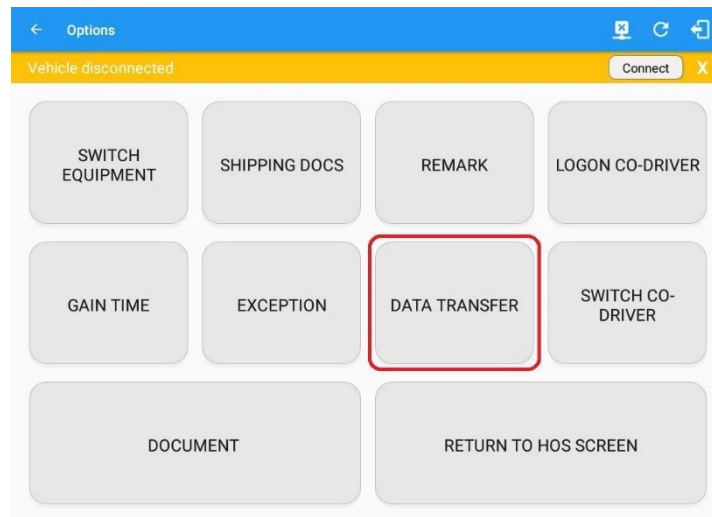 Options
Vehicle disconnected
Connect X
SWITCH
EQUIPMENT
SHIPPING DOCS
REMARK
LOGON CO-DRIVER
GAIN TIME
EXCEPTION
DATA TRANSFER
SWITCH CO-
DRIVER
DOCUMENT
RETURN TO HOS SCREEN